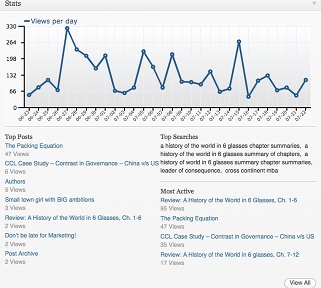 Stats
Views per day
330
264
198
132
66
0
Top Posts
The Packing Equation
47 Views
CCL Case Study – Contrast in Governance – China v/s US
6 Views
Authors
5 Views
Small town girl with BIG ambitions
3 Views
Review: A History of the World in 6 Glasses, Ch. 1-6
2 Views
Don't be late for Marketing!
2 Views
Post Archive
2 Views
Top Searches
a history of the world in 6 glasses chapter summaries, a
history of the world in 6 glasses summary of chapters, a
history of world in 6 glasses summary chapter summaries,
leader of consequence, cross continent mba
Most Active
Review: A History of the World in 6 Glasses, Ch. 1-6
95 Views
The Packing Equation
47 Views
CCL Case Study – Contrast in Governance – China v/s US
35 Views
Review: A History of the World in 6 Glasses, Ch. 7-12
17 Views
View All